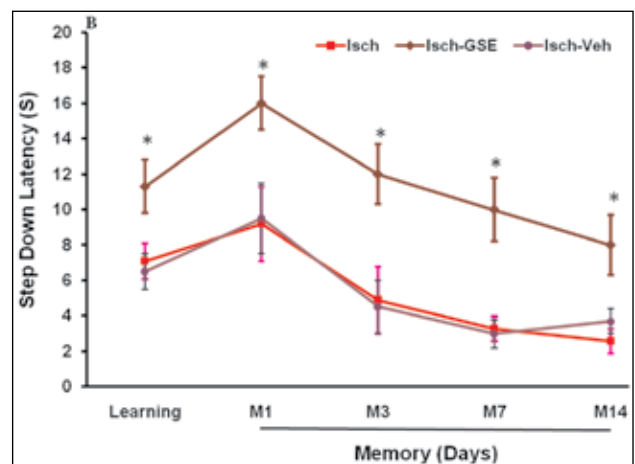 B
Isch Isch-GSE Isch-Veh
Step Down Latency (S)
20
18
16
14
12
10
8
6
4
2
0
* * * * *
Learning M1 M3 M7 M14
Memory (Days)